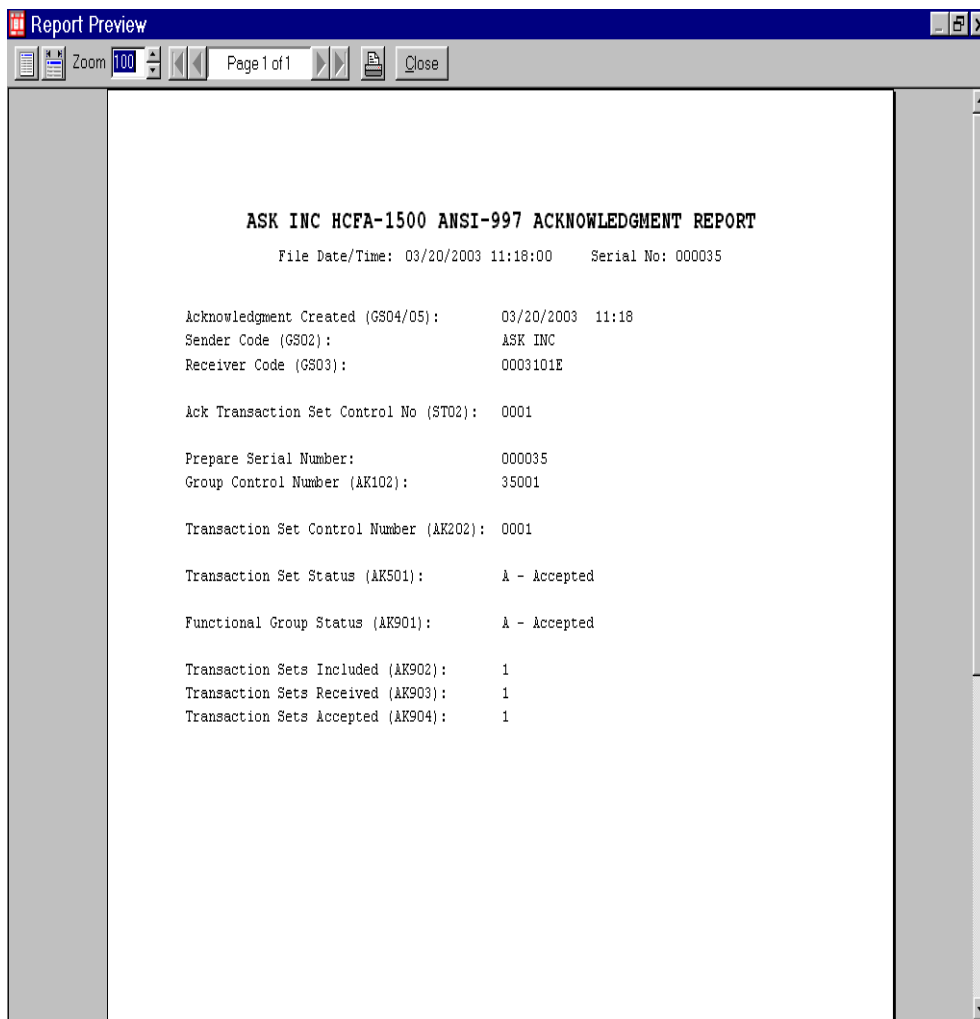 Report Preview
Zoom 100 Page 1 of 1 Close
ASK INC HCFA-1500 ANSI-997 ACKNOWLEDGMENT REPORT
File Date/Time: 03/20/2003 11:18:00 Serial No: 000035
Acknowledgment Created (GS04/05): 03/20/2003 11:18
Sender Code (GS02): ASK INC
Receiver Code (GS03): 0003101E
Ack Transaction Set Control No (ST02): 0001
Prepare Serial Number: 000035
Group Control Number (AK102): 35001
Transaction Set Control Number (AK202): 0001
Transaction Set Status (AK501): A - Accepted
Functional Group Status (AK901): A - Accepted
Transaction Sets Included (AK902): 1
Transaction Sets Received (AK903): 1
Transaction Sets Accepted (AK904): 1